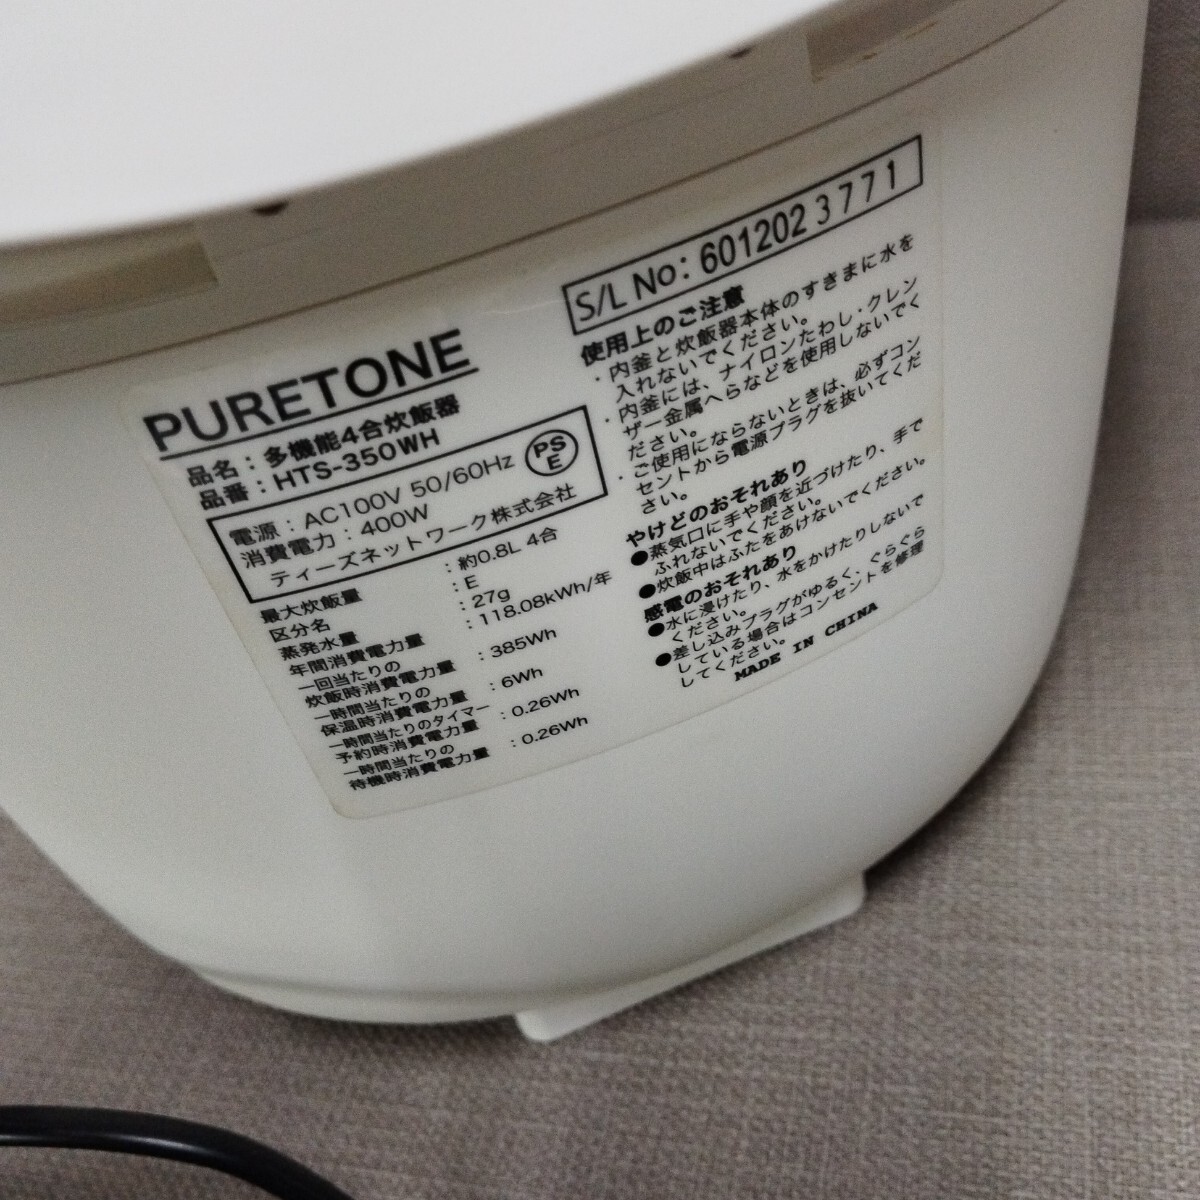 PURETONE
品名：多機能4合炊飯器
品番：HTS-350WH
電源：AC100V 50/60Hz
消費電力：400W
ティーズネットワーク株式会社
PS
E
最大炊飯量：約0.8L 4合
区分名：E
蒸発水量：27g
年間消費電力量：118.08kWh/年
一回当たりの
炊飯時消費電力量：385Wh
一時間当たりの
保温時消費電力量：6Wh
一時間当たりのタイマー
予約時消費電力量：0.26Wh
一時間当たりの
待機時消費電力量：0.26Wh
S/L No: 6012023771
使用上のご注意
・内釜と炊飯器本体のすきまに水を
入れないでください。
・内釜には、ナイロンたわし・クレン
ザー金属へらなどを使用しないでく
ださい。
・ご使用にならないときは、必ずコン
セントから電源プラグを抜いてくだ
さい。
やけどのおそれあり
●蒸気口に手や顔を近づけたり、手で
ふれないでください。
●炊飯中はふたをあけないでください。
感電のおそれあり
●水に浸けたり、水をかけたりしないで
ください。
●差し込みプラグがゆるく、ぐらぐら
している場合はコンセントを修理
してください。
MADE IN CHINA